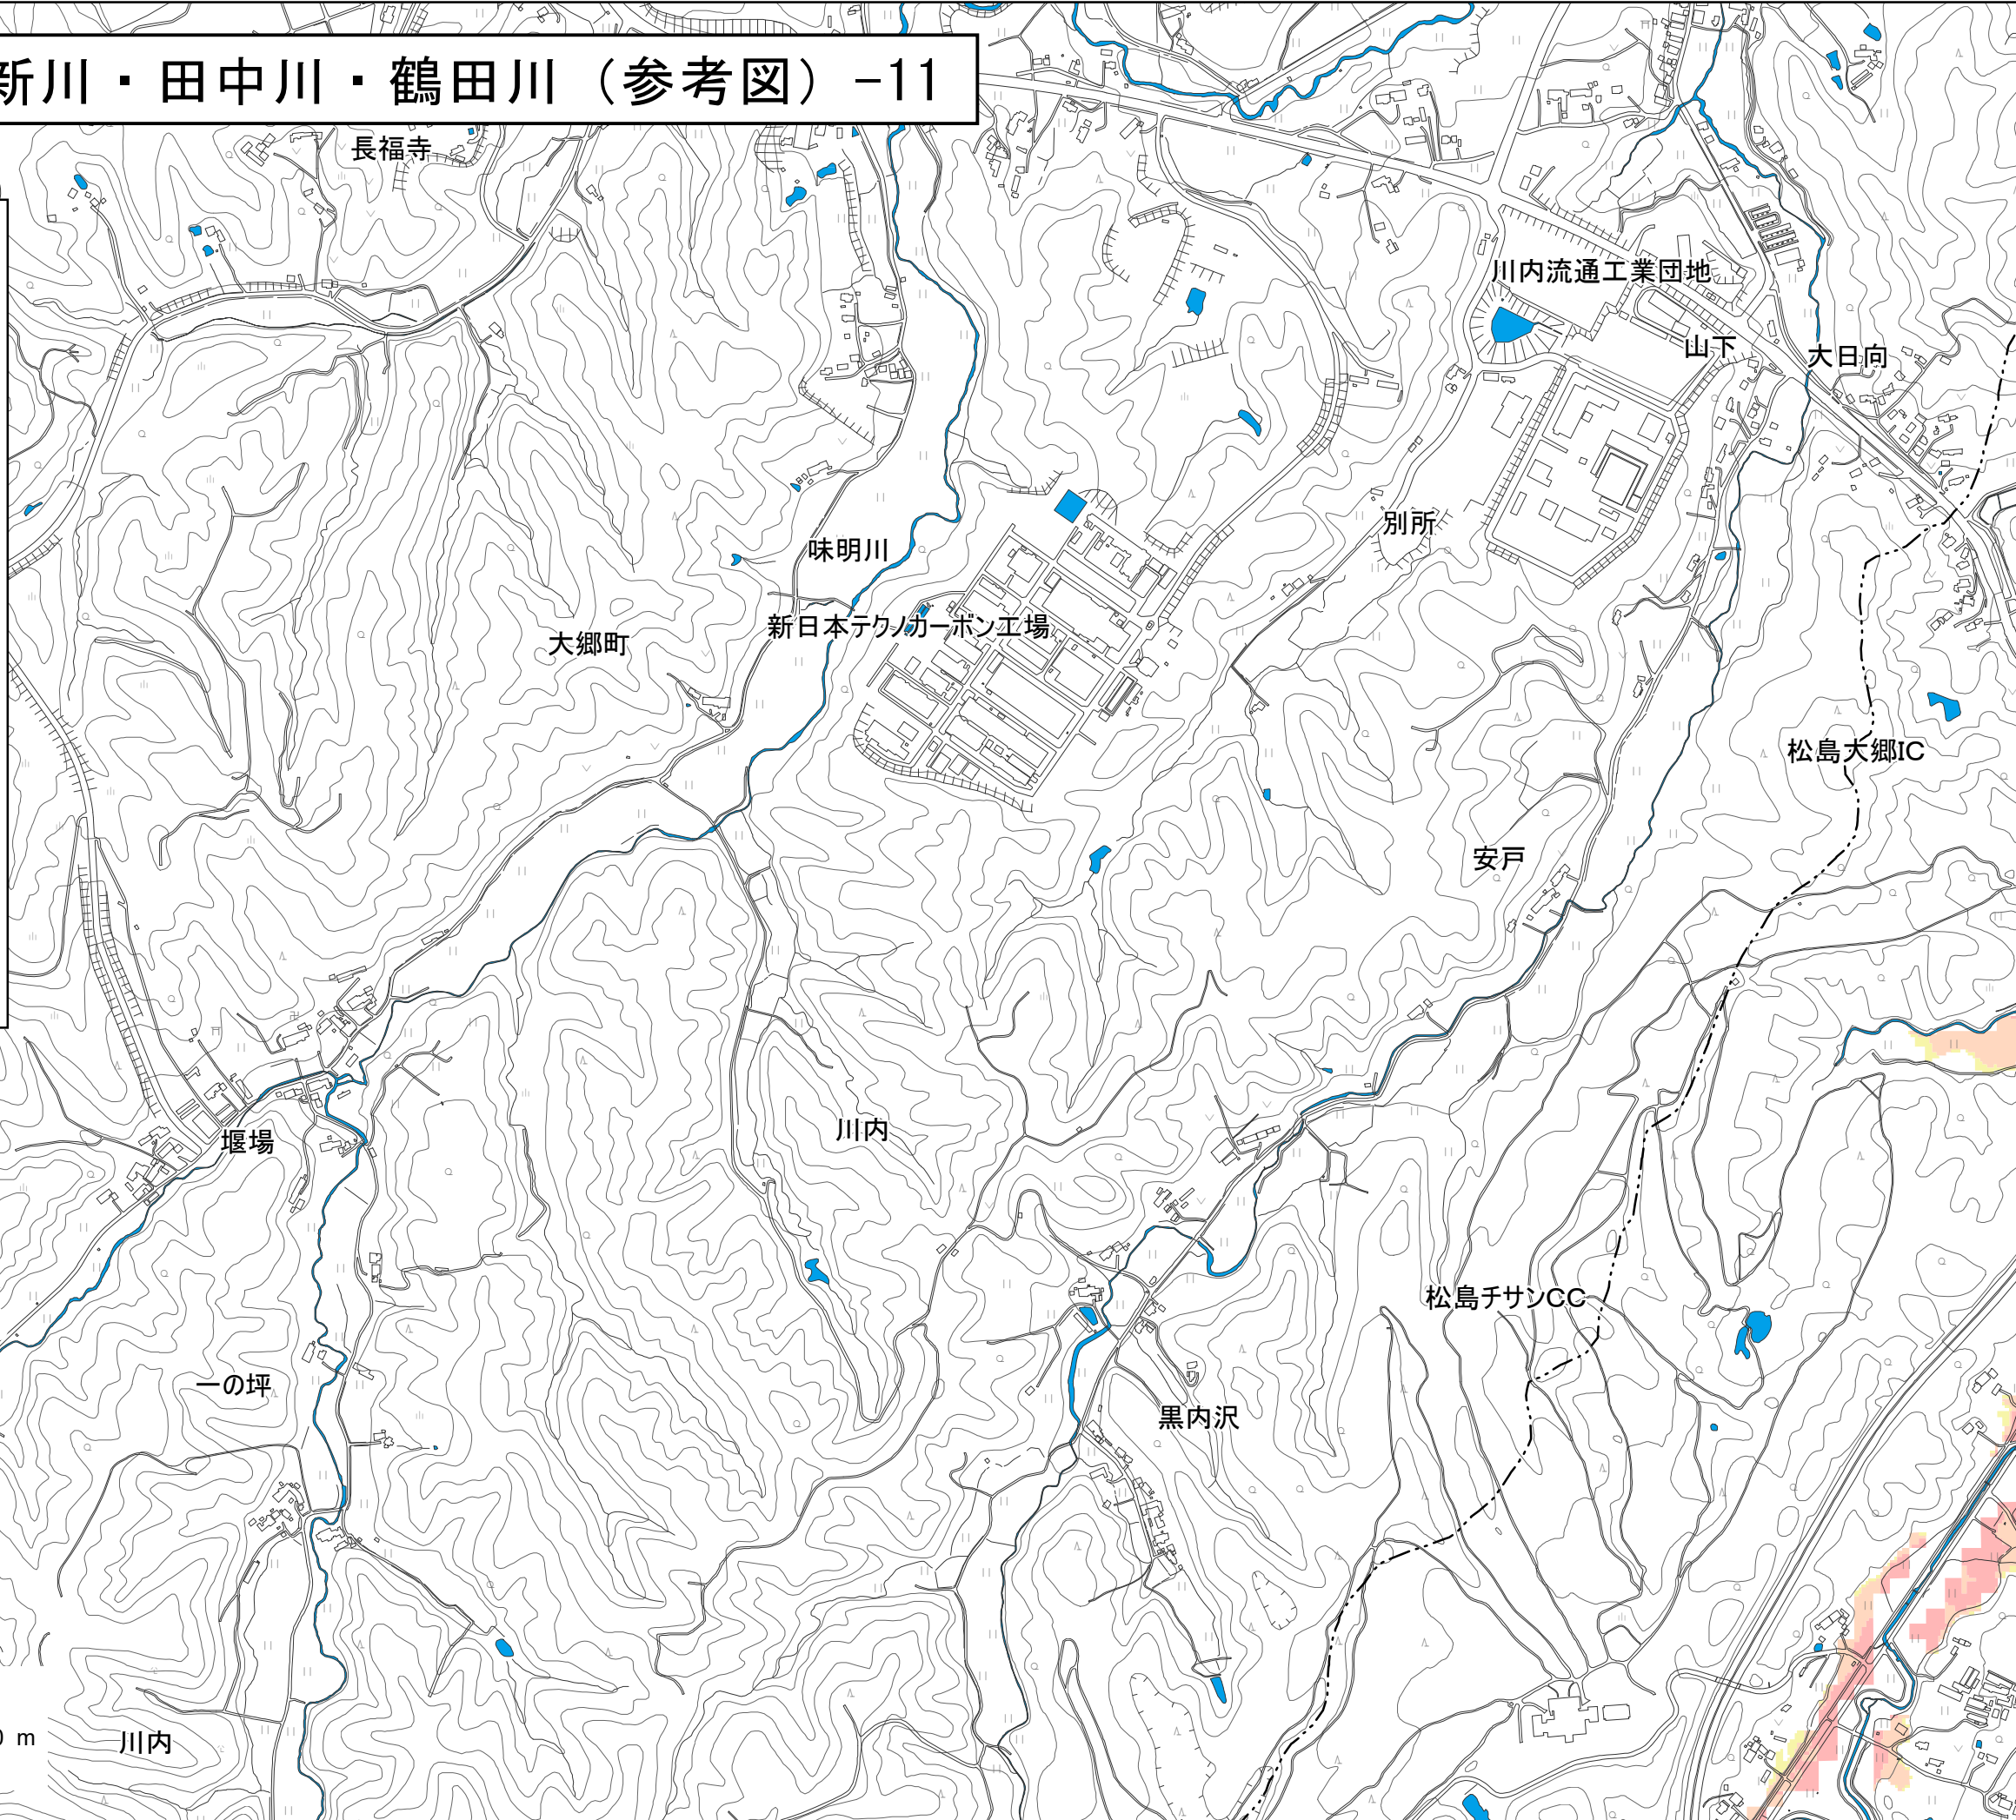 新川・田中川・鶴田川（参考図）-11
長福寺
川内流通工業団地
山下
大日向
別所
味明川
新日本テクノカーボン工場
大郷町
松島大郷IC
安戸
川内
堰場
松島チサンCC
一の坪
黒内沢
川内
m